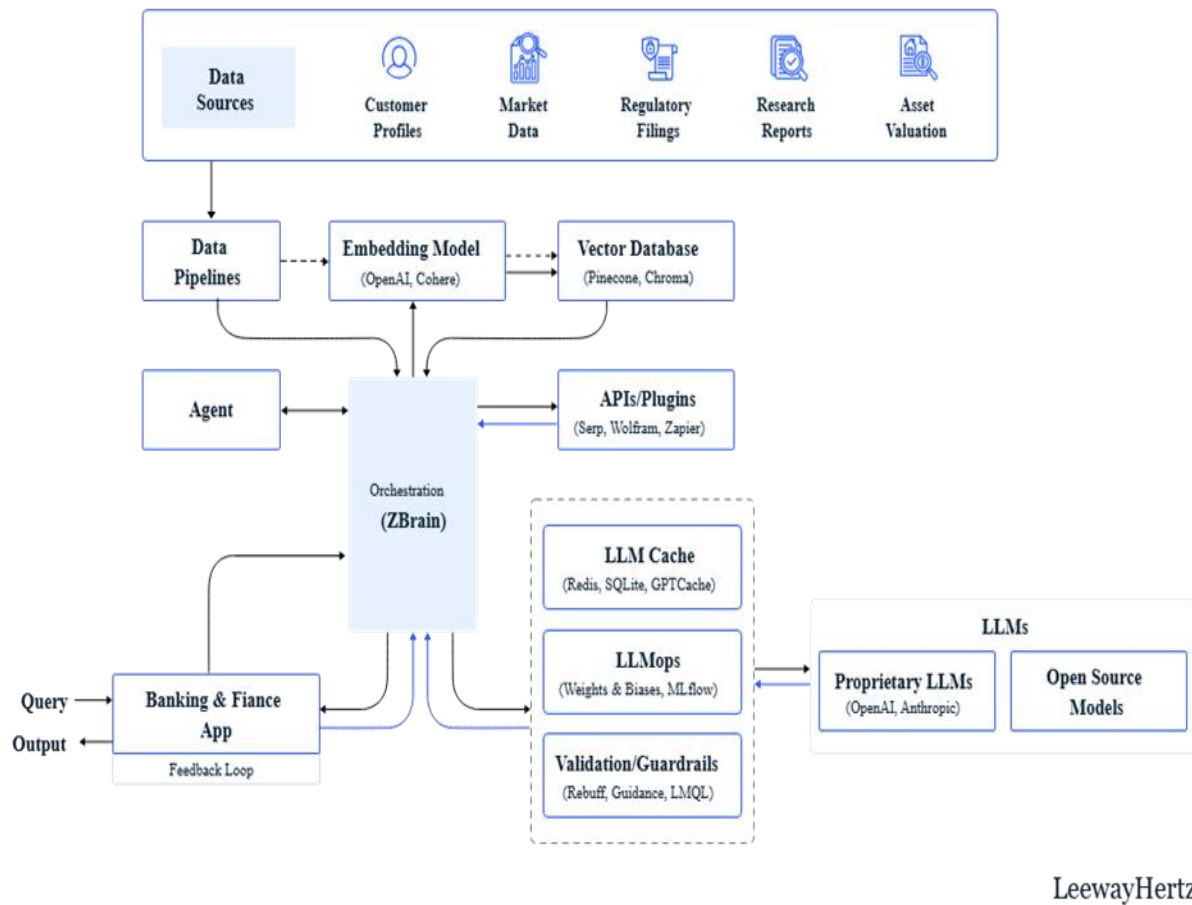 Data
Sources
Customer
Profiles
Market
Data
Regulatory
Filings
Research
Reports
Asset
Valuation
Data
Pipelines
Embedding Model
(OpenAI, Cohere)
Vector Database
(Pinecone, Chroma)
Agent
APIs/Plugins
(Serp, Wolfram, Zapier)
Orchestration
(ZBrain)
LLM Cache
(Redis, SQLite, GPTCache)
LLMops
(Weights & Biases, MLflow)
Validation/Guardrails
(Rebuff, Guidance, LMQL)
LLMs
Proprietary LLMs
(OpenAI, Anthropic)
Open Source
Models
Query
Output
Banking & Fiance
App
Feedback Loop
LeewayHertz